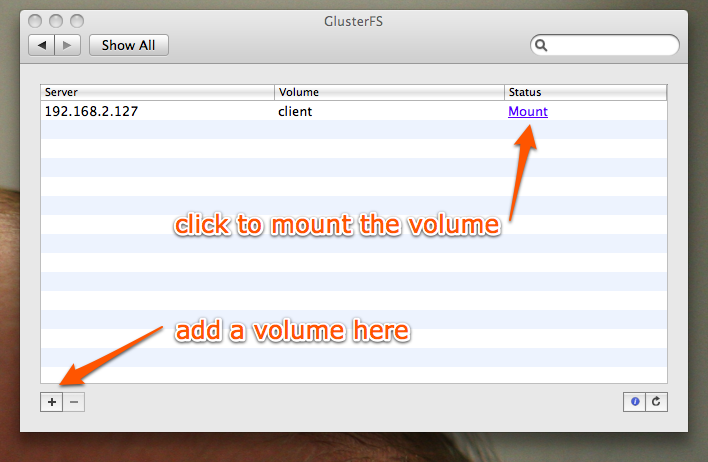 GlusterFS
Show All
Server Volume Status
192.168.2.127 client Mount
click to mount the volume
add a volume here